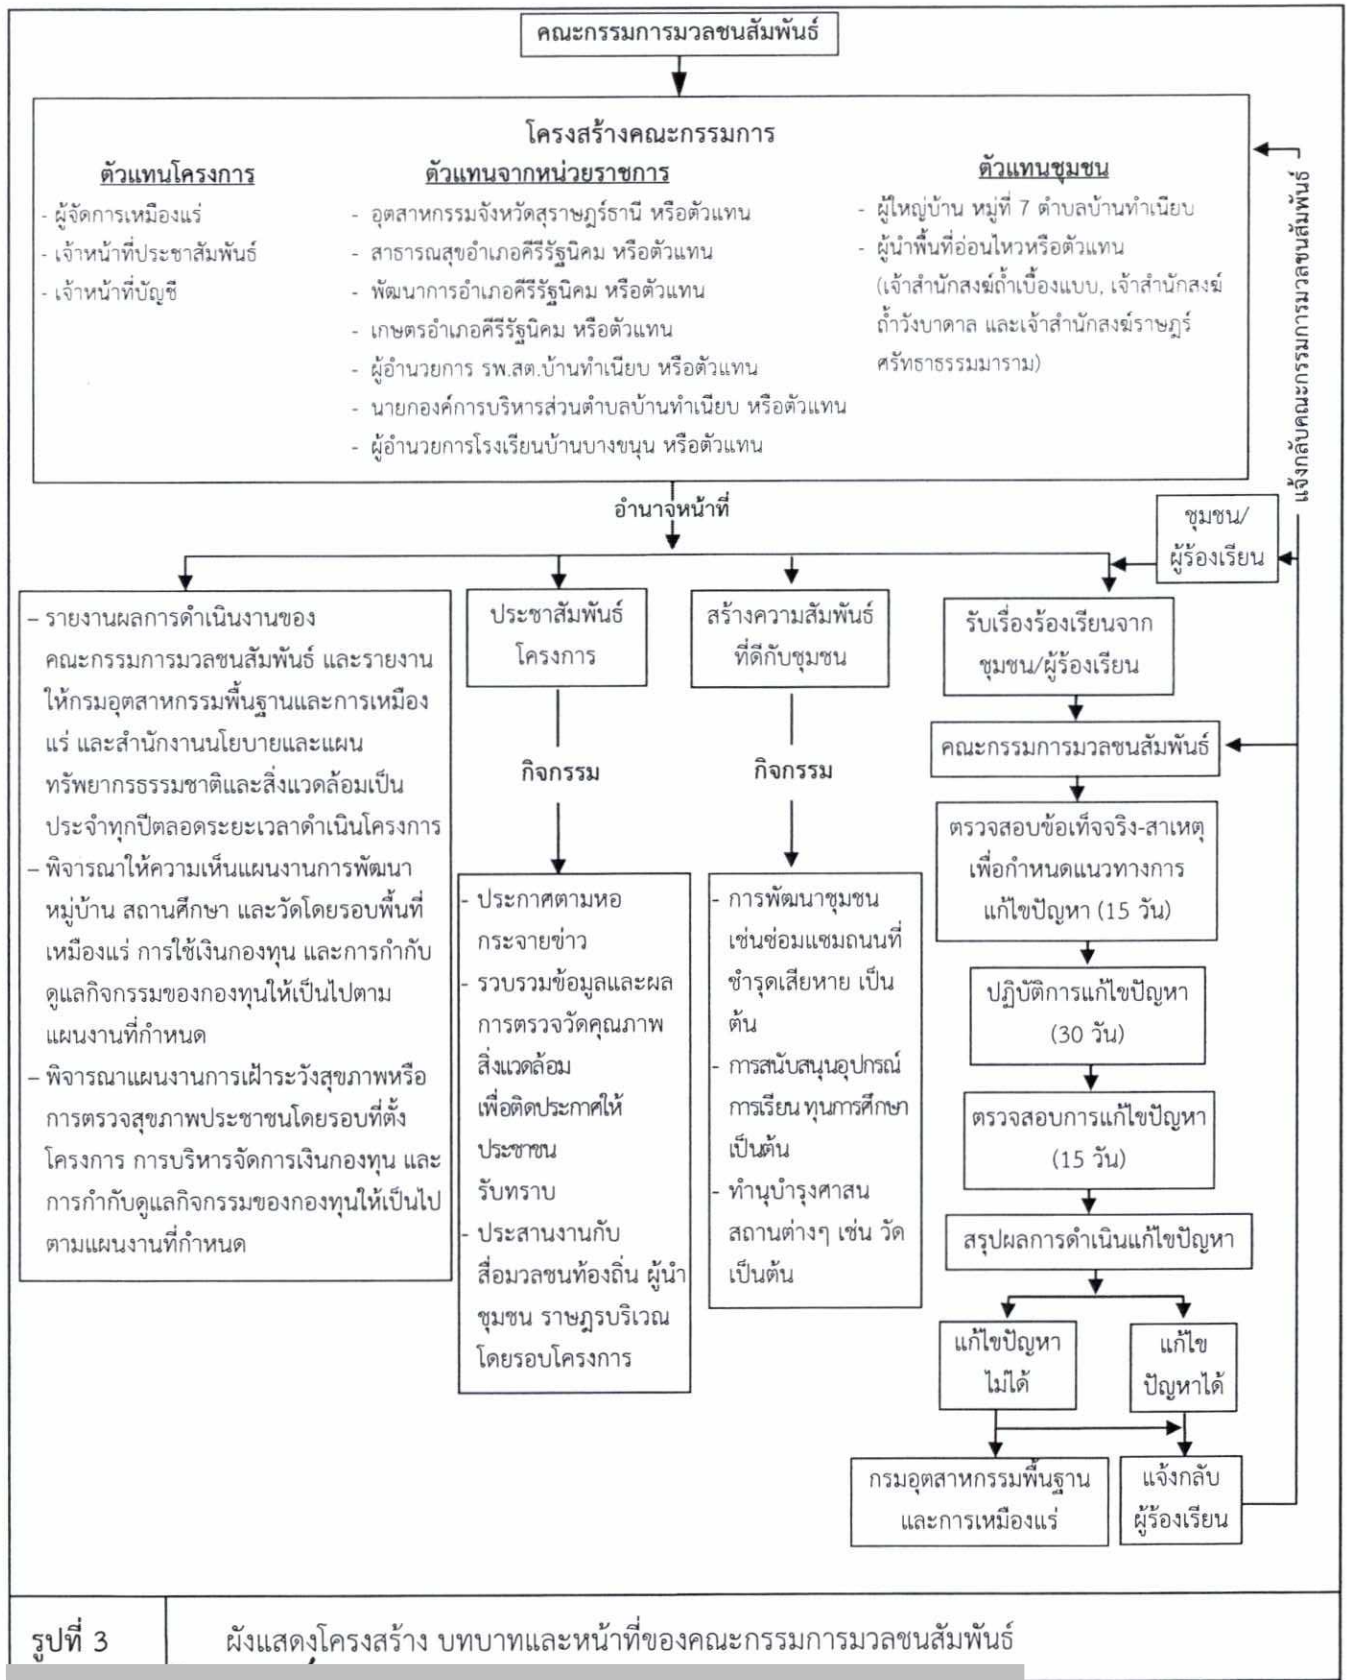 คณะกรรมการมวลชนสัมพันธ์
โครงสร้างคณะกรรมการ
ตัวแทนโครงการ
- ผู้จัดการเหมืองแร่
- เจ้าหน้าที่ประชาสัมพันธ์
- เจ้าหน้าที่บัญชี
ตัวแทนจากหน่วยราชการ
- อุตสาหกรรมจังหวัดสุราษฎร์ธานี หรือตัวแทน
- สาธารณสุขอำเภอคีรีรัฐนิคม หรือตัวแทน
- พัฒนาการอำเภอคีรีรัฐนิคม หรือตัวแทน
- เกษตรอำเภอคีรีรัฐนิคม หรือตัวแทน
- ผู้อำนวยการ รพ.สต.บ้านทำเนียบ หรือตัวแทน
- นายกองค์การบริหารส่วนตำบลบ้านทำเนียบ หรือตัวแทน
- ผู้อำนวยการโรงเรียนบ้านบางขนุน หรือตัวแทน
ตัวแทนชุมชน
- ผู้ใหญ่บ้าน หมู่ที่ 7 ตำบลบ้านทำเนียบ
- ผู้นำพื้นที่อ่อนไหวหรือตัวแทน
(เจ้าสำนักสงฆ์ถ้ำเบื้องแบบ, เจ้าสำนักสงฆ์
ถ้ำวังบาดาล และเจ้าสำนักสงฆ์ราษฎร์
ศรัทธาธรรมมาราม)
แจ้งกลับคณะกรรมการมวลชนสัมพันธ์
อำนาจหน้าที่
ชุมชน/
ผู้ร้องเรียน
– รายงานผลการดำเนินงานของ
คณะกรรมการมวลชนสัมพันธ์ และรายงาน
ให้กรมอุตสาหกรรมพื้นฐานและการเหมือง
แร่ และสำนักงานนโยบายและแผน
ทรัพยากรธรรมชาติและสิ่งแวดล้อมเป็น
ประจำทุกปีตลอดระยะเวลาดำเนินโครงการ
– พิจารณาให้ความเห็นแผนงานการพัฒนา
หมู่บ้าน สถานศึกษา และวัดโดยรอบพื้นที่
เหมืองแร่ การใช้เงินกองทุน และการกำกับ
ดูแลกิจกรรมของกองทุนให้เป็นไปตาม
แผนงานที่กำหนด
– พิจารณาแผนงานการเฝ้าระวังสุขภาพหรือ
การตรวจสุขภาพประชาชนโดยรอบที่ตั้ง
โครงการ การบริหารจัดการเงินกองทุน และ
การกำกับดูแลกิจกรรมของกองทุนให้เป็นไป
ตามแผนงานที่กำหนด
ประชาสัมพันธ์
โครงการ
กิจกรรม
- ประกาศตามหอ
กระจายข่าว
- รวบรวมข้อมูลและผล
การตรวจวัดคุณภาพ
สิ่งแวดล้อม
เพื่อติดประกาศให้
ประชาชน
รับทราบ
- ประสานงานกับ
สื่อมวลชนท้องถิ่น ผู้นำ
ชุมชน ราษฎรบริเวณ
โดยรอบโครงการ
สร้างความสัมพันธ์
ที่ดีกับชุมชน
กิจกรรม
- การพัฒนาชุมชน
เช่นซ่อมแซมถนนที่
ชำรุดเสียหาย เป็น
ต้น
- การสนับสนุนอุปกรณ์
การเรียน ทุนการศึกษา
เป็นต้น
- ทำนุบำรุงศาสน
สถานต่างๆ เช่น วัด
เป็นต้น
รับเรื่องร้องเรียนจาก
ชุมชน/ผู้ร้องเรียน
คณะกรรมการมวลชนสัมพันธ์
ตรวจสอบข้อเท็จจริง-สาเหตุ
เพื่อกำหนดแนวทางการ
แก้ไขปัญหา (15 วัน)
ปฏิบัติการแก้ไขปัญหา
(30 วัน)
ตรวจสอบการแก้ไขปัญหา
(15 วัน)
สรุปผลการดำเนินแก้ไขปัญหา
แก้ไขปัญหา
ไม่ได้
แก้ไข
ปัญหาได้
กรมอุตสาหกรรมพื้นฐาน
และการเหมืองแร่
แจ้งกลับ
ผู้ร้องเรียน
รูปที่ 3
ผังแสดงโครงสร้าง บทบาทและหน้าที่ของคณะกรรมการมวลชนสัมพันธ์